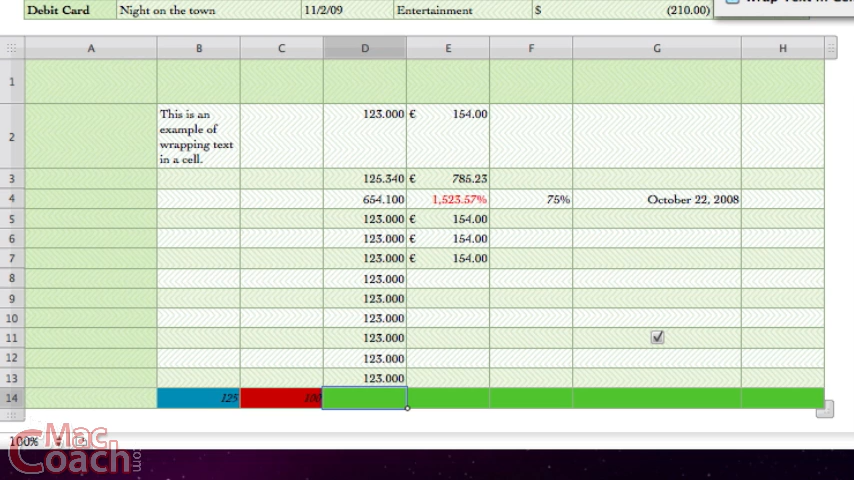 Debit Card Night on the town 11/2/09 Entertainment $ (210.00)
A B C D E F G H
1
2 This is an 123.000 € 154.00
example of
wrapping text
in a cell.
3 125.340 € 785.23
4 654.100 1,523.57% 75% October 22, 2008
5 123.000 € 154.00
6 123.000 € 154.00
7 123.000 € 154.00
8 123.000
9 123.000
10 123.000
11 123.000
12 123.000
13 123.000
14 125 100
100%
Mac
Coach
.com